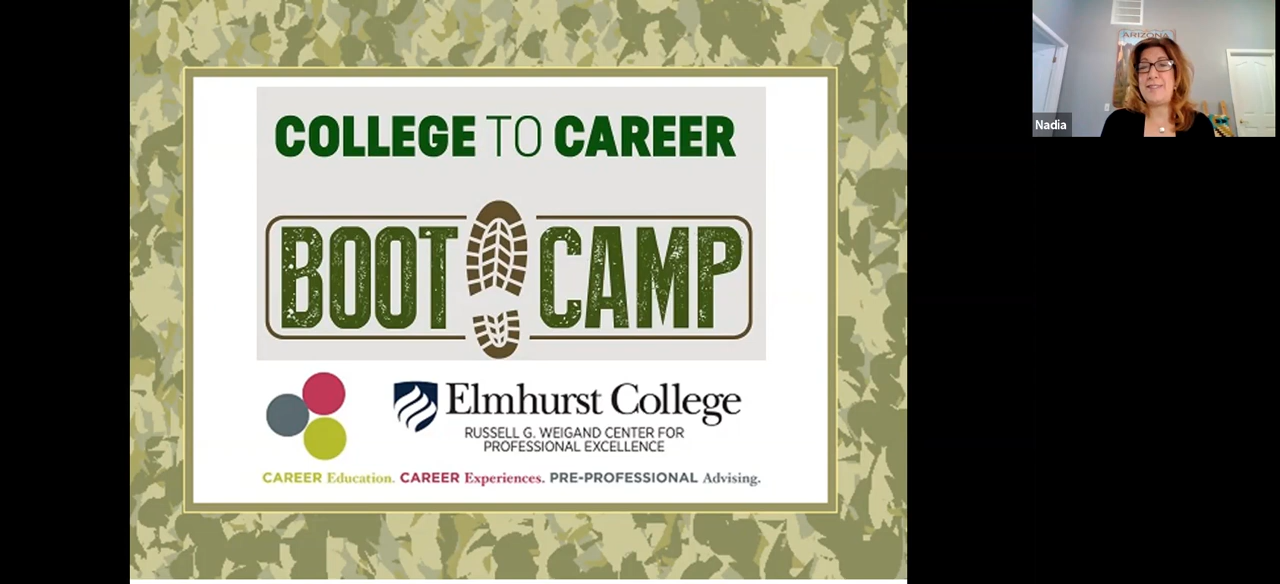 COLLEGE TO CAREER
BOOT CAMP
Elmhurst College
RUSSELL G. WEIGAND CENTER FOR
PROFESSIONAL EXCELLENCE
CAREER Education. CAREER Experiences. PRE-PROFESSIONAL Advising.
ARIZONA
Nadia